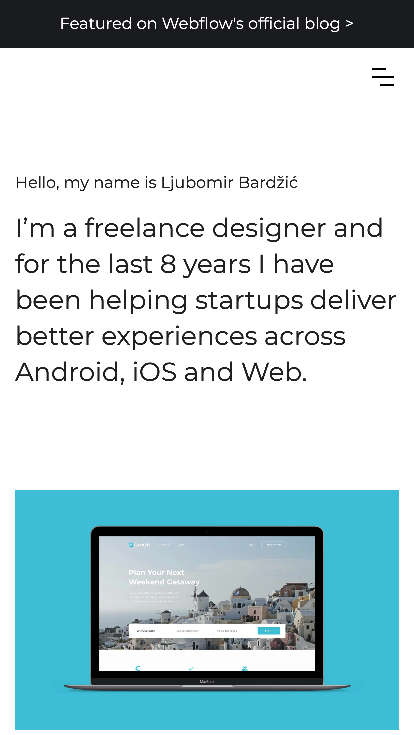 Featured on Webflow's official blog >
Hello, my name is Ljubomir Bardžić
I’m a freelance designer and
for the last 8 years I have
been helping startups deliver
better experiences across
Android, iOS and Web.
Plan Your Next
Weekend Getaway